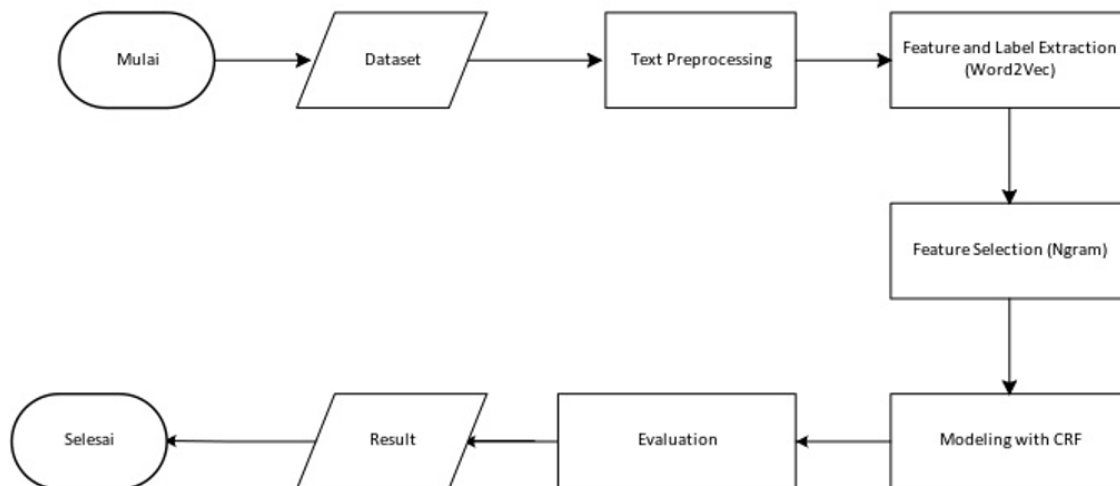 Mulai
Dataset
Text Preprocessing
Feature and Label Extraction
(Word2Vec)
Feature Selection (Ngram)
Modeling with CRF
Evaluation
Result
Selesai